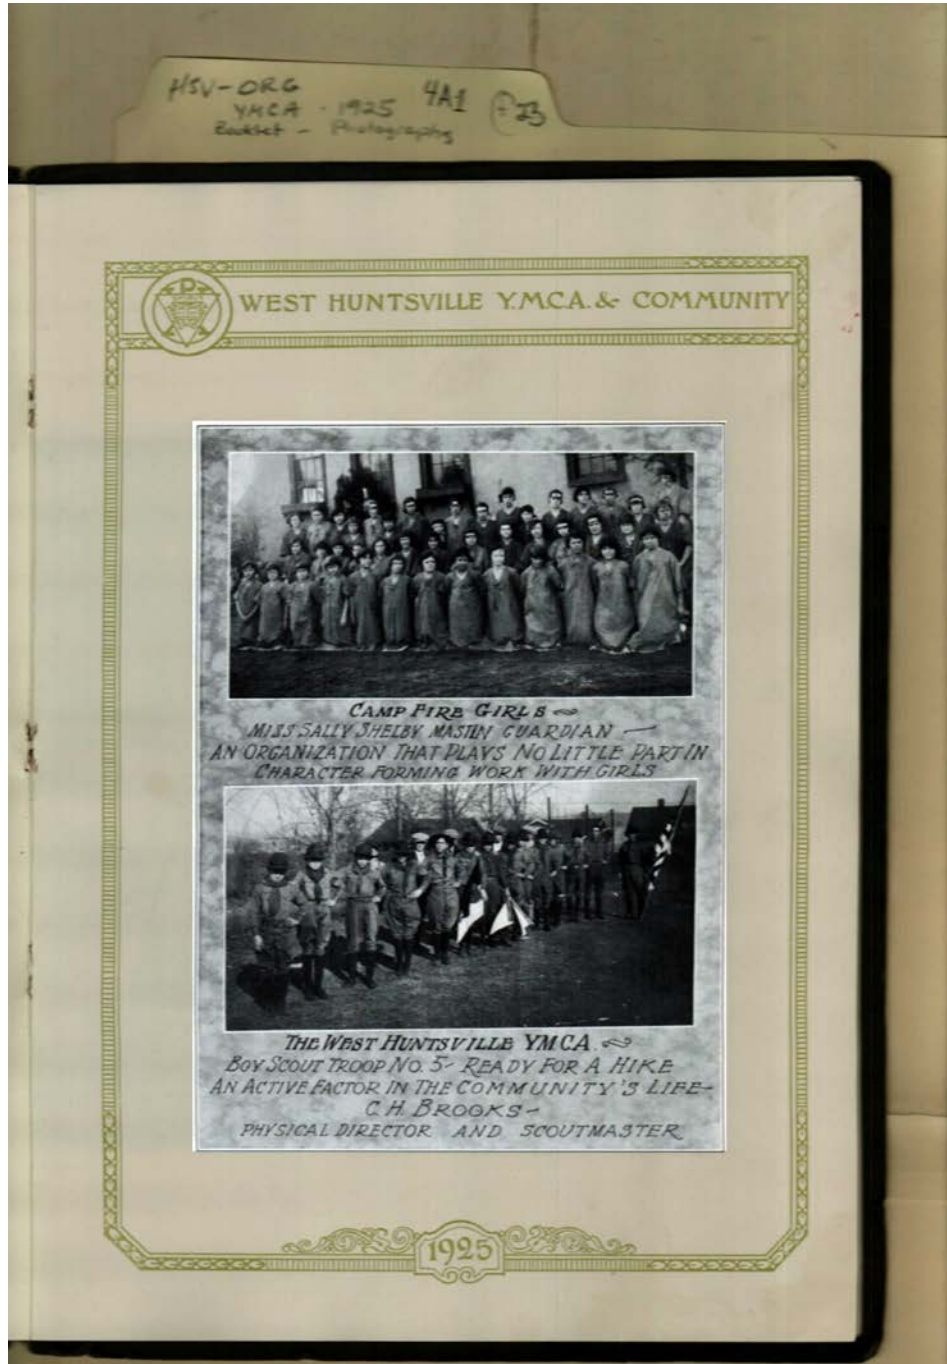 HSV-ORG
YMCA - 1925 4A1 F23
Booklet - Photography
WEST HUNTSVILLE Y.M.C.A. & COMMUNITY
CAMP FIRE GIRLS
MISS SALLY SHELBY MASTIN GUARDIAN —
AN ORGANIZATION THAT PLAYS NO LITTLE PART IN
CHARACTER FORMING WORK WITH GIRLS
THE WEST HUNTSVILLE YMCA.
BOY SCOUT TROOP NO. 5 - READY FOR A HIKE
AN ACTIVE FACTOR IN THE COMMUNITY'S LIFE -
C. H. BROOKS -
PHYSICAL DIRECTOR AND SCOUTMASTER
1925